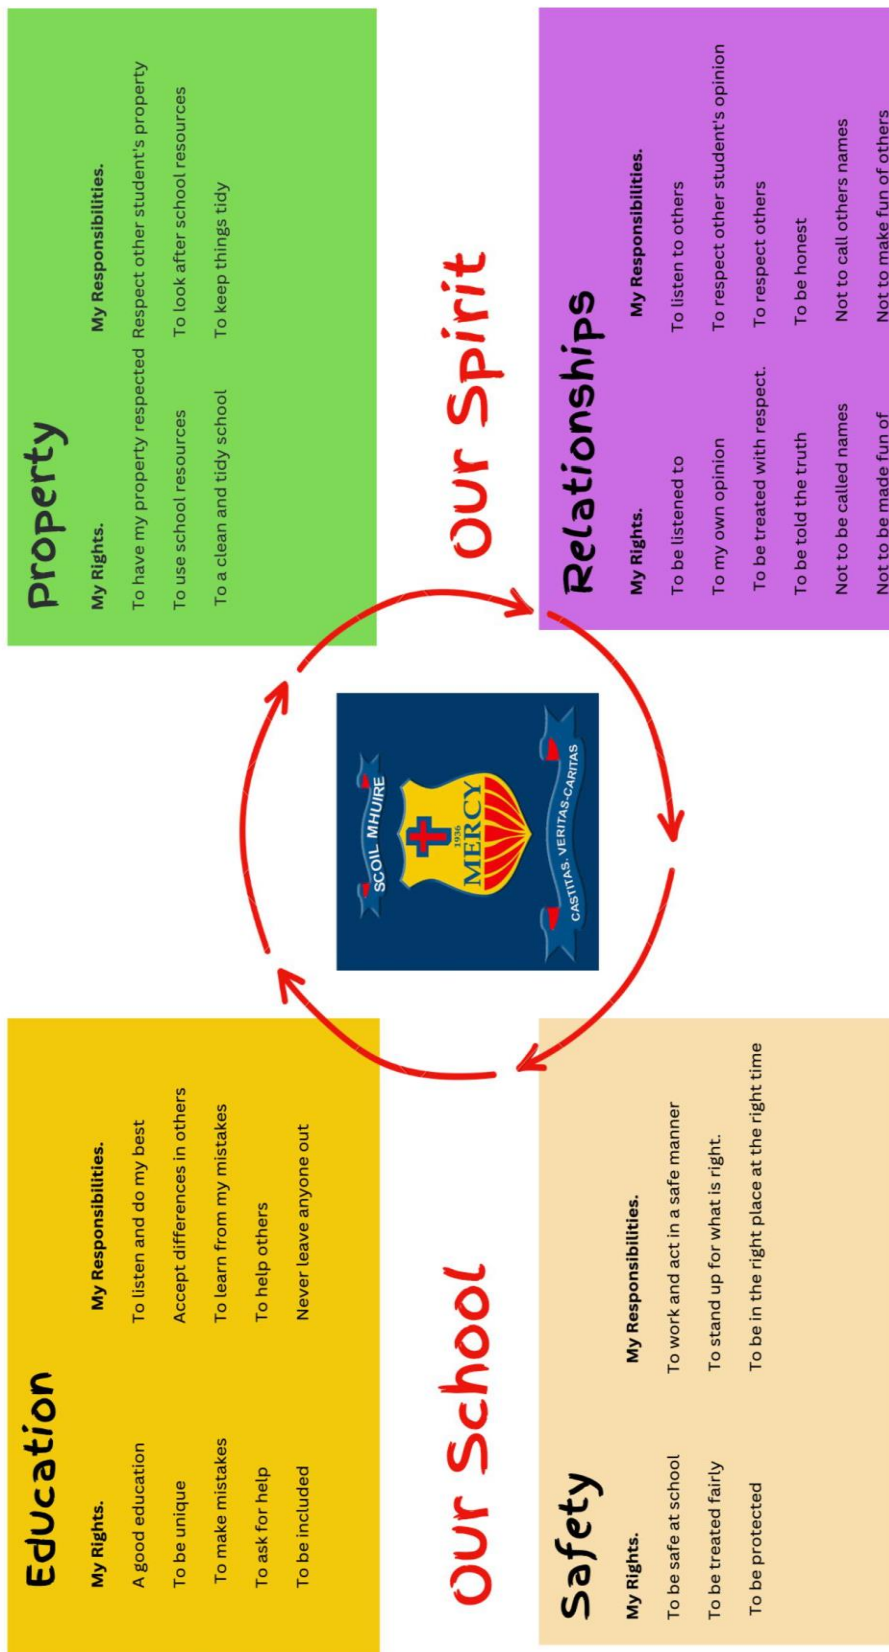 Education
My Rights. My Responsibilities.
A good education To listen and do my best
To be unique Accept differences in others
To make mistakes To learn from my mistakes
To ask for help To help others
To be included Never leave anyone out
Property
My Rights. My Responsibilities.
To have my property respected Respect other student's property
To use school resources To look after school resources
To a clean and tidy school To keep things tidy
Our School
SCOIL MHUIRE
1936
MERCY
CASTITAS. VERITAS-CARITAS
Our Spirit
Safety
My Rights. My Responsibilities.
To be safe at school To work and act in a safe manner
To be treated fairly To stand up for what is right.
To be protected To be in the right place at the right time
Relationships
My Rights. My Responsibilities.
To be listened to To listen to others
To my own opinion To respect other student's opinion
To be treated with respect. To respect others
To be told the truth To be honest
Not to be called names Not to call others names
Not to be made fun of Not to make fun of others